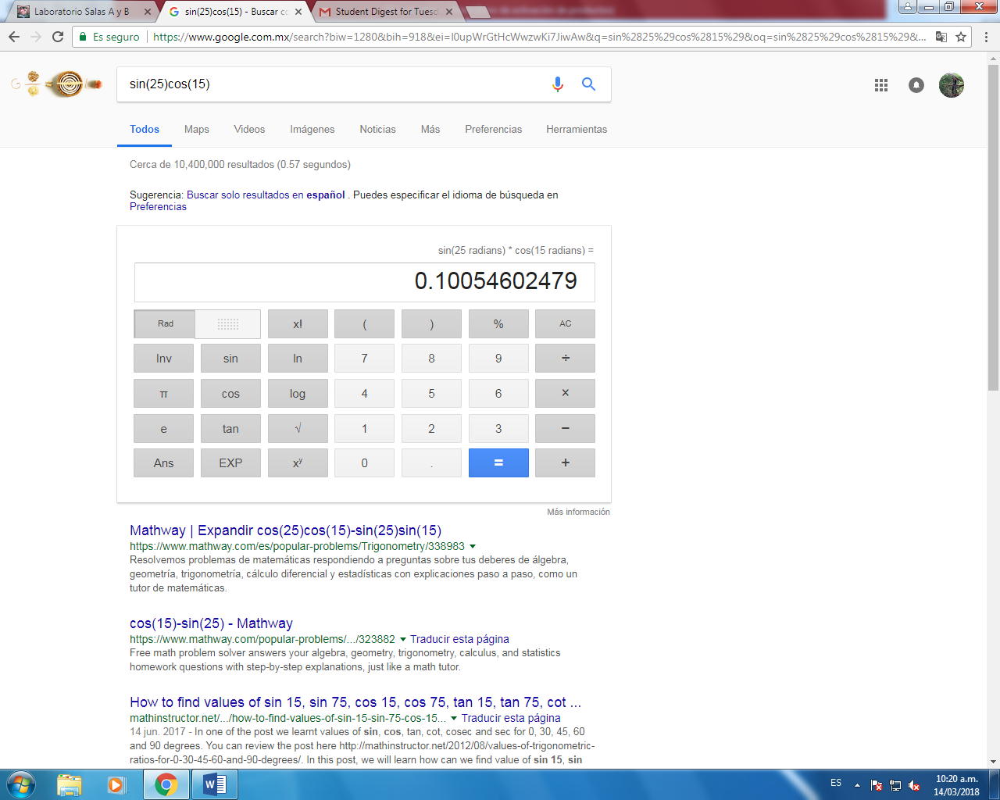 Laboratorio Salas A y B
sin(25)cos(15) - Buscar co
Student Digest for Tuesd
Es seguro
https://www.google.com.mx/search?biw=1280&bih=918&ei=I0upWrGtHcWwzwKi7JiwAw&q=sin%2825%29cos%2815%29&oq=sin%2825%29cos%2815%29&...
sin(25)cos(15)
Todos Maps Videos Imágenes Noticias Más Preferencias Herramientas
Cerca de 10,400,000 resultados (0.57 segundos)
Sugerencia: Buscar solo resultados en español . Puedes especificar el idioma de búsqueda en
Preferencias
sin(25 radians) * cos(15 radians) =
0.10054602479
Rad x! ( ) % AC
Inv sin ln 7 8 9 ÷
π cos log 4 5 6 ×
e tan √ 1 2 3 −
Ans EXP xʸ 0 . = +
Más información
Mathway | Expandir cos(25)cos(15)-sin(25)sin(15)
https://www.mathway.com/es/popular-problems/Trigonometry/338983
Resolvemos problemas de matemáticas respondiendo a preguntas sobre tus deberes de álgebra,
geometría, trigonometría, cálculo diferencial y estadísticas con explicaciones paso a paso, como un
tutor de matemáticas.
cos(15)-sin(25) - Mathway
https://www.mathway.com/popular-problems/.../323882 Traducir esta página
Free math problem solver answers your algebra, geometry, trigonometry, calculus, and statistics
homework questions with step-by-step explanations, just like a math tutor.
How to find values of sin 15, sin 75, cos 15, cos 75, tan 15, tan 75, cot ...
mathinstructor.net/.../how-to-find-values-of-sin-15-sin-75-cos-15... Traducir esta página
14 jun. 2017 - In one of the post we learnt values of sin, cos, tan, cot, cosec and sec for 0, 30, 45, 60
and 90 degrees. You can review the post here http://mathinstructor.net/2012/08/values-of-trigonometric-
ratios-for-0-30-45-60-and-90-degrees/. In this post, we will learn how can we find value of sin 15, sin
ES
10:20 a.m.
14/03/2018